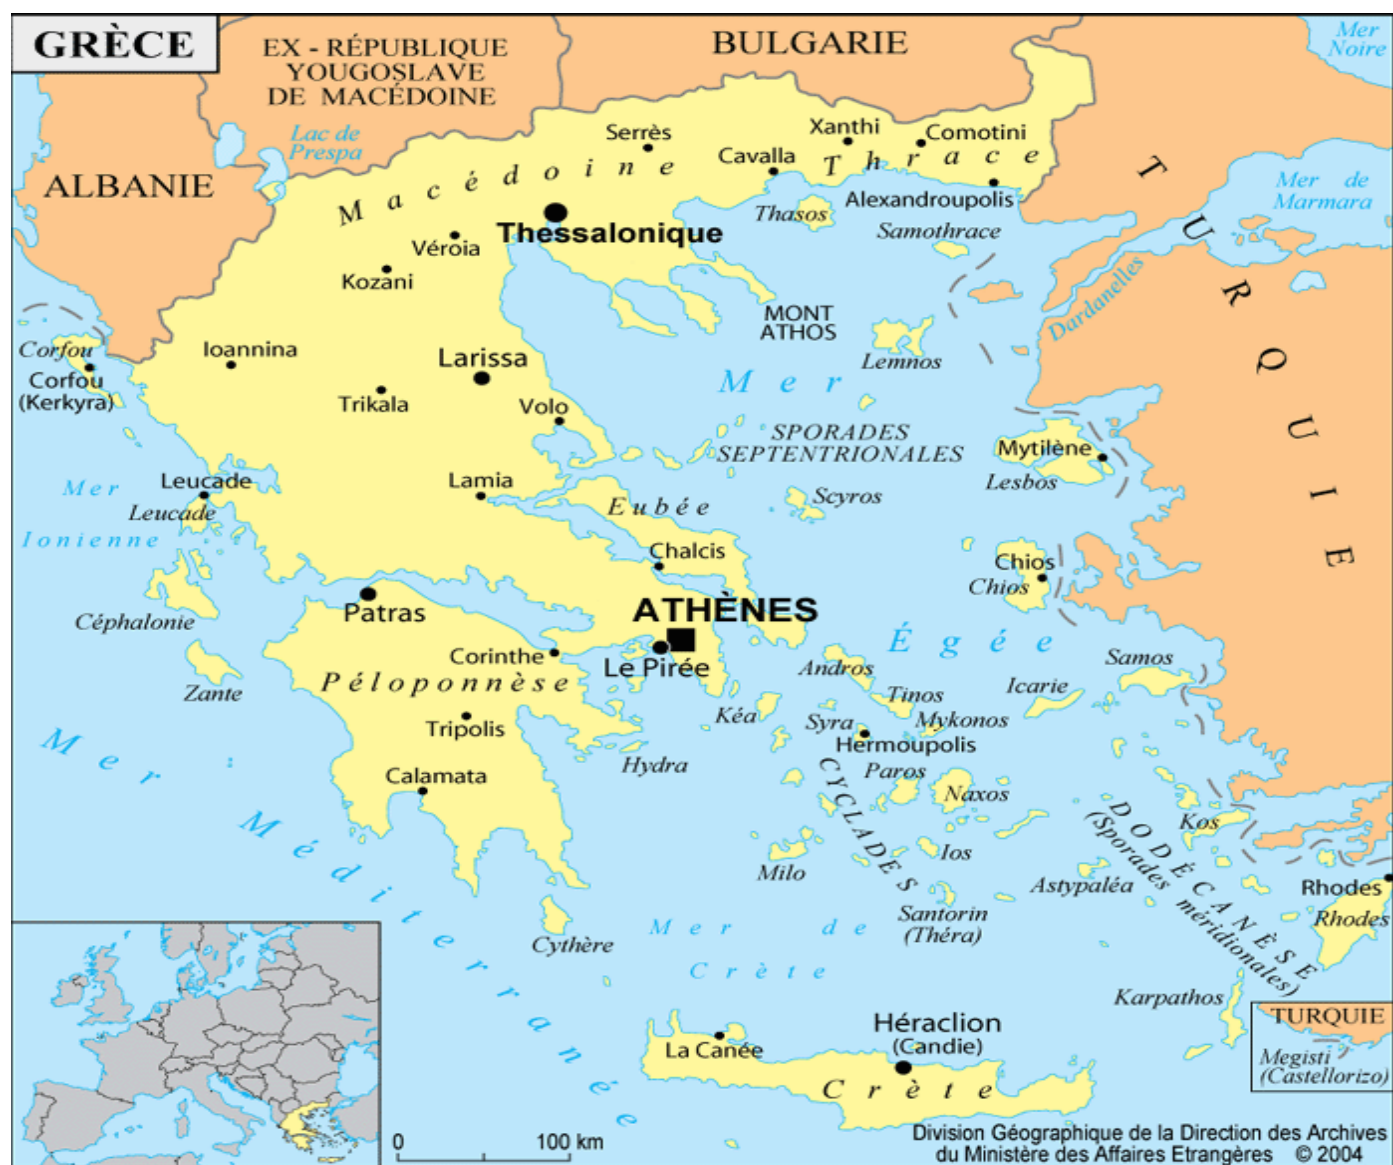 GRÈCE
EX - RÉPUBLIQUE
YOUGOSLAVE
DE MACÉDOINE
BULGARIE
Mer
Noire
Lac de
Prespa
ALBANIE
Serrès
Xanthi
Comotini
Cavalla
Thrace
Macédoine
TURQUIE
Mer de
Marmara
Alexandroupolis
Thasos
Samothrace
Thessalonique
Véroia
Kozani
Dardanelles
MONT
ATHOS
Lemnos
Corfou
Corfou
(Kerkyra)
Ioannina
Larissa
Trikala
Volo
Mer
Égée
SPORADES
SEPTENTRIONALES
Mytilène
Lesbos
Leucade
Leucade
Mer
Ionienne
Lamia
Eubée
Scyros
Chalcis
Chios
Chios
Céphalonie
Patras
ATHÈNES
Le Pirée
Corinthe
Péloponnèse
Zante
Andros
Tinos
Icarie
Samos
Kéa
Syra
Mykonos
Hermoupolis
Tripolis
Hydra
Calamata
Paros
Naxos
CYCLADES
Mer Méditerranée
Kos
DODÉCANÈSE
(Sporades méridionales)
Ios
Milo
Astypaléa
Santorin
(Théra)
Rhodes
Rhodes
Cythère
Mer de
Crète
Karpathos
TURQUIE
Megisti
(Castellorizo)
La Canée
Héraclion
(Candie)
Crète
0 100 km
Division Géographique de la Direction des Archives
du Ministère des Affaires Etrangères © 2004